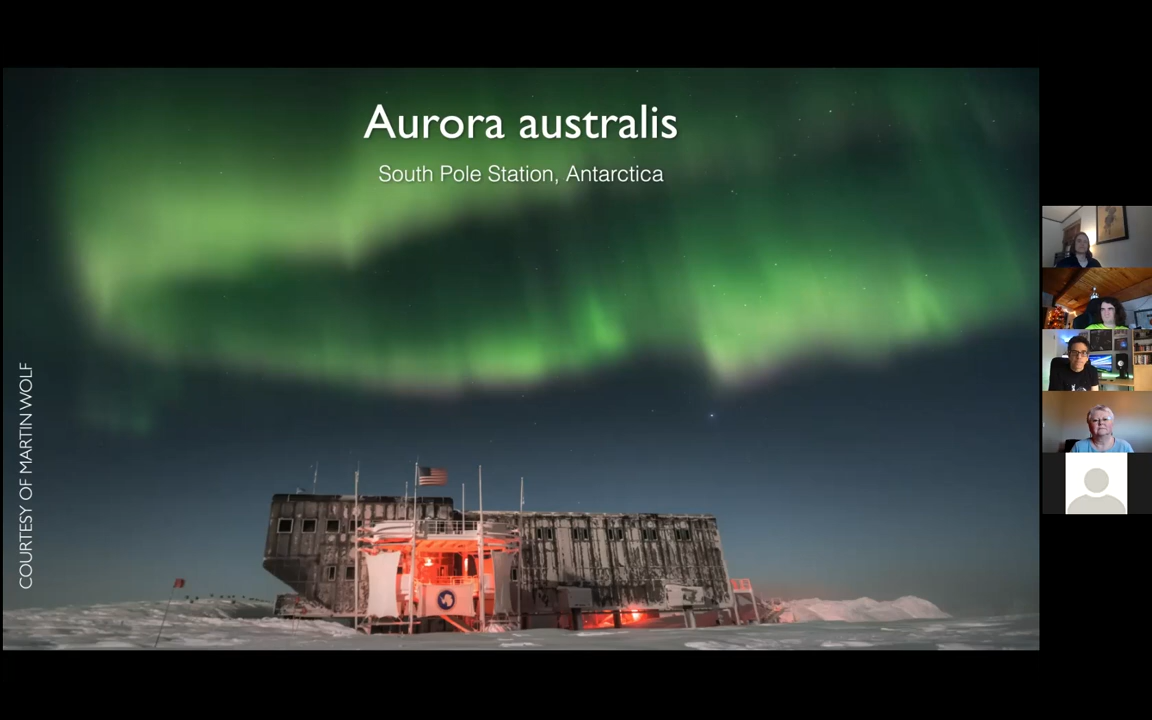 Aurora australis
South Pole Station, Antarctica
COURTESY OF MARTIN WOLF